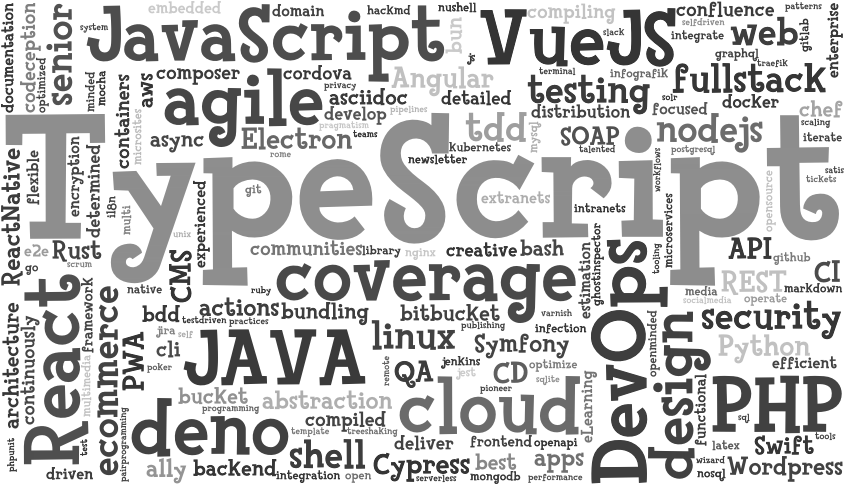 documentation
codeception
optimized
senior
system
embedded
JavaScript
domain
hackmd
nushell
bun
js
VueJS
compiling
slack
selfdriven
confluence
integrate
web
patterns
gitlab
enterprise
graphql
traefik
minded
mocha
containers
aws
microsites
composer
cordova
privacy
agile
asciidoc
Angular
develop
pipelines
pragmatism
teams
detailed
terminal
infografik
testing
distribution
solr
focused
fullstack
docker
chef
scaling
iterate
async
Electron
rome
tdd
Kubernetes
newsletter
mysql
SOAP
talented
nodejs
postgresql
workflows
TypeScript
ReactNative
flexible
encryption
determined
i18n
multi
git
experienced
unix
extranets
intranets
microservices
opensource
satis
tickets
e2e
go
Rust
scrum
communities
library
nginx
creative
bash
estimation
ghostinspector
tooling
API
github
CMS
native
ruby
coverage
DevOps
media
socialmedia
REST
operate
CI
markdown
React
framework
ecommerce
architecture
continuously
multimedia
bdd
actions
testdriven
practices
bundling
bitbucket
publishing
varnish
infection
openminded
security
jira
self
cli
poker
PWA
JAVA
linux
Symfony
Python
efficient
design
remote
QA
jenkins
jest
CD
pioneer
optimize
sqlite
eLearning
functional
PHP
sql
bucket
programming
abstraction
cloud
pairprogramming
deno
compiled
template
treeshaking
deliver
frontend
openapi
latex
Swift
tools
phpunit
test
driven
ally
backend
shell
integration
open
Cypress
serverless
best
mongodb
apps
performance
wizard
nosql
Wordpress